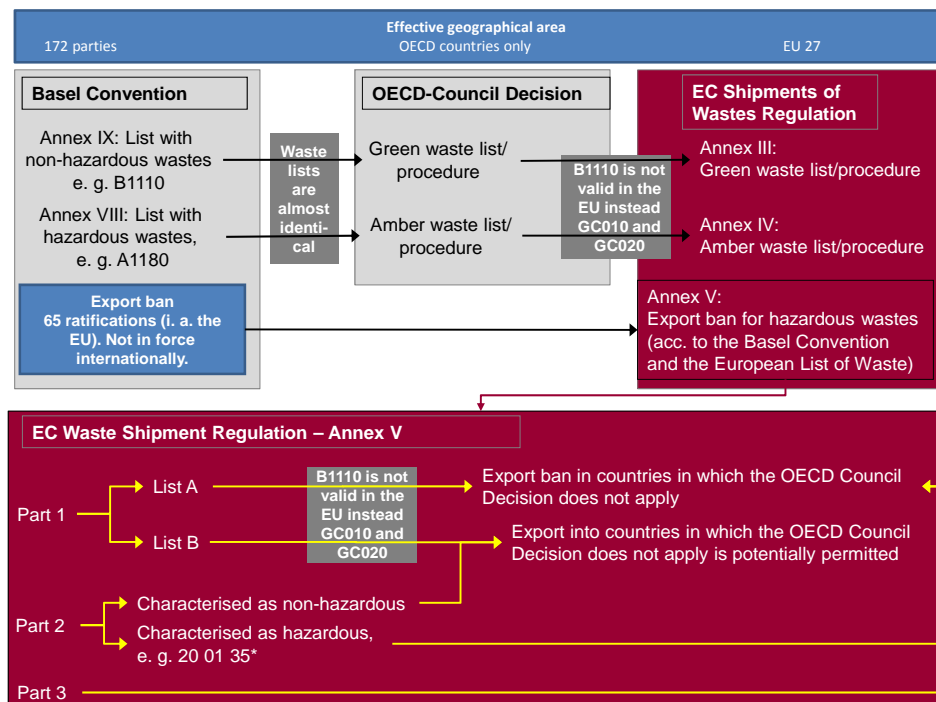 Effective geographical area
172 parties
OECD countries only
EU 27
Basel Convention
OECD-Council Decision
EC Shipments of
Wastes Regulation
Annex IX: List with
non-hazardous wastes
e. g. B1110
Waste
lists
are
almost
identi-
cal
Green waste list/
procedure
B1110 is not
valid in the
EU instead
GC010 and
GC020
Annex III:
Green waste list/procedure
Annex VIII: List with
hazardous wastes,
e. g. A1180
Amber waste list/
procedure
Annex IV:
Amber waste list/procedure
Export ban
65 ratifications (i. a. the
EU). Not in force
internationally.
Annex V:
Export ban for hazardous wastes
(acc. to the Basel Convention
and the European List of Waste)
EC Waste Shipment Regulation – Annex V
Part 1
List A
List B
B1110 is not
valid in the
EU instead
GC010 and
GC020
Export ban in countries in which the OECD Council
Decision does not apply
Export into countries in which the OECD Council
Decision does not apply is potentially permitted
Part 2
Characterised as non-hazardous
Characterised as hazardous,
e. g. 20 01 35*
Part 3